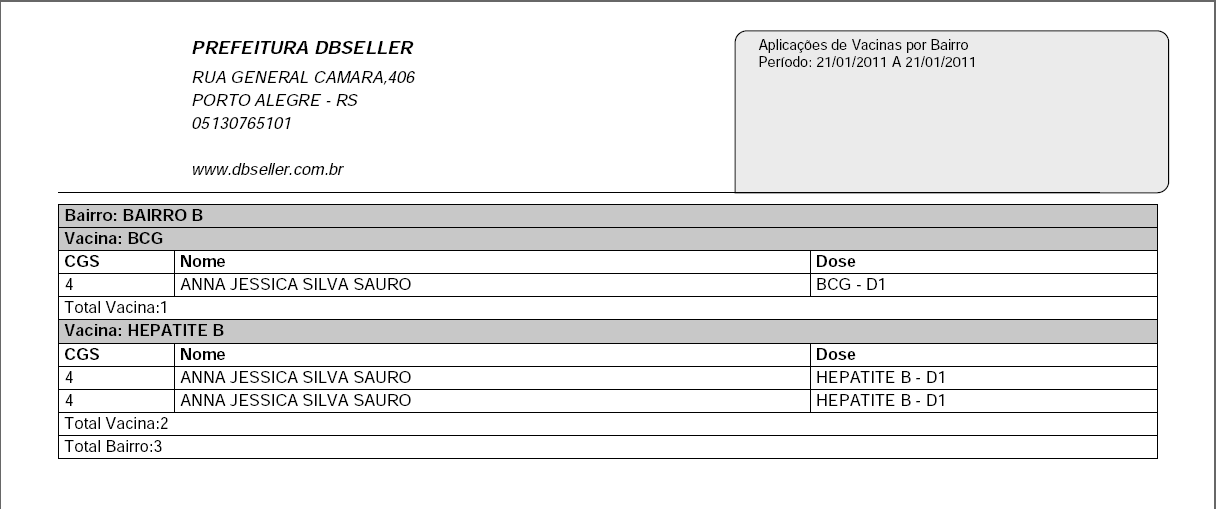 PREFEITURA DBSELLER
RUA GENERAL CAMARA,406
PORTO ALEGRE - RS
05130765101
www.dbseller.com.br
Aplicações de Vacinas por Bairro
Período: 21/01/2011 A 21/01/2011
Bairro: BAIRRO B
Vacina: BCG
CGS Nome Dose
4 ANNA JESSICA SILVA SAURO BCG - D1
Total Vacina:1
Vacina: HEPATITE B
CGS Nome Dose
4 ANNA JESSICA SILVA SAURO HEPATITE B - D1
4 ANNA JESSICA SILVA SAURO HEPATITE B - D1
Total Vacina:2
Total Bairro:3